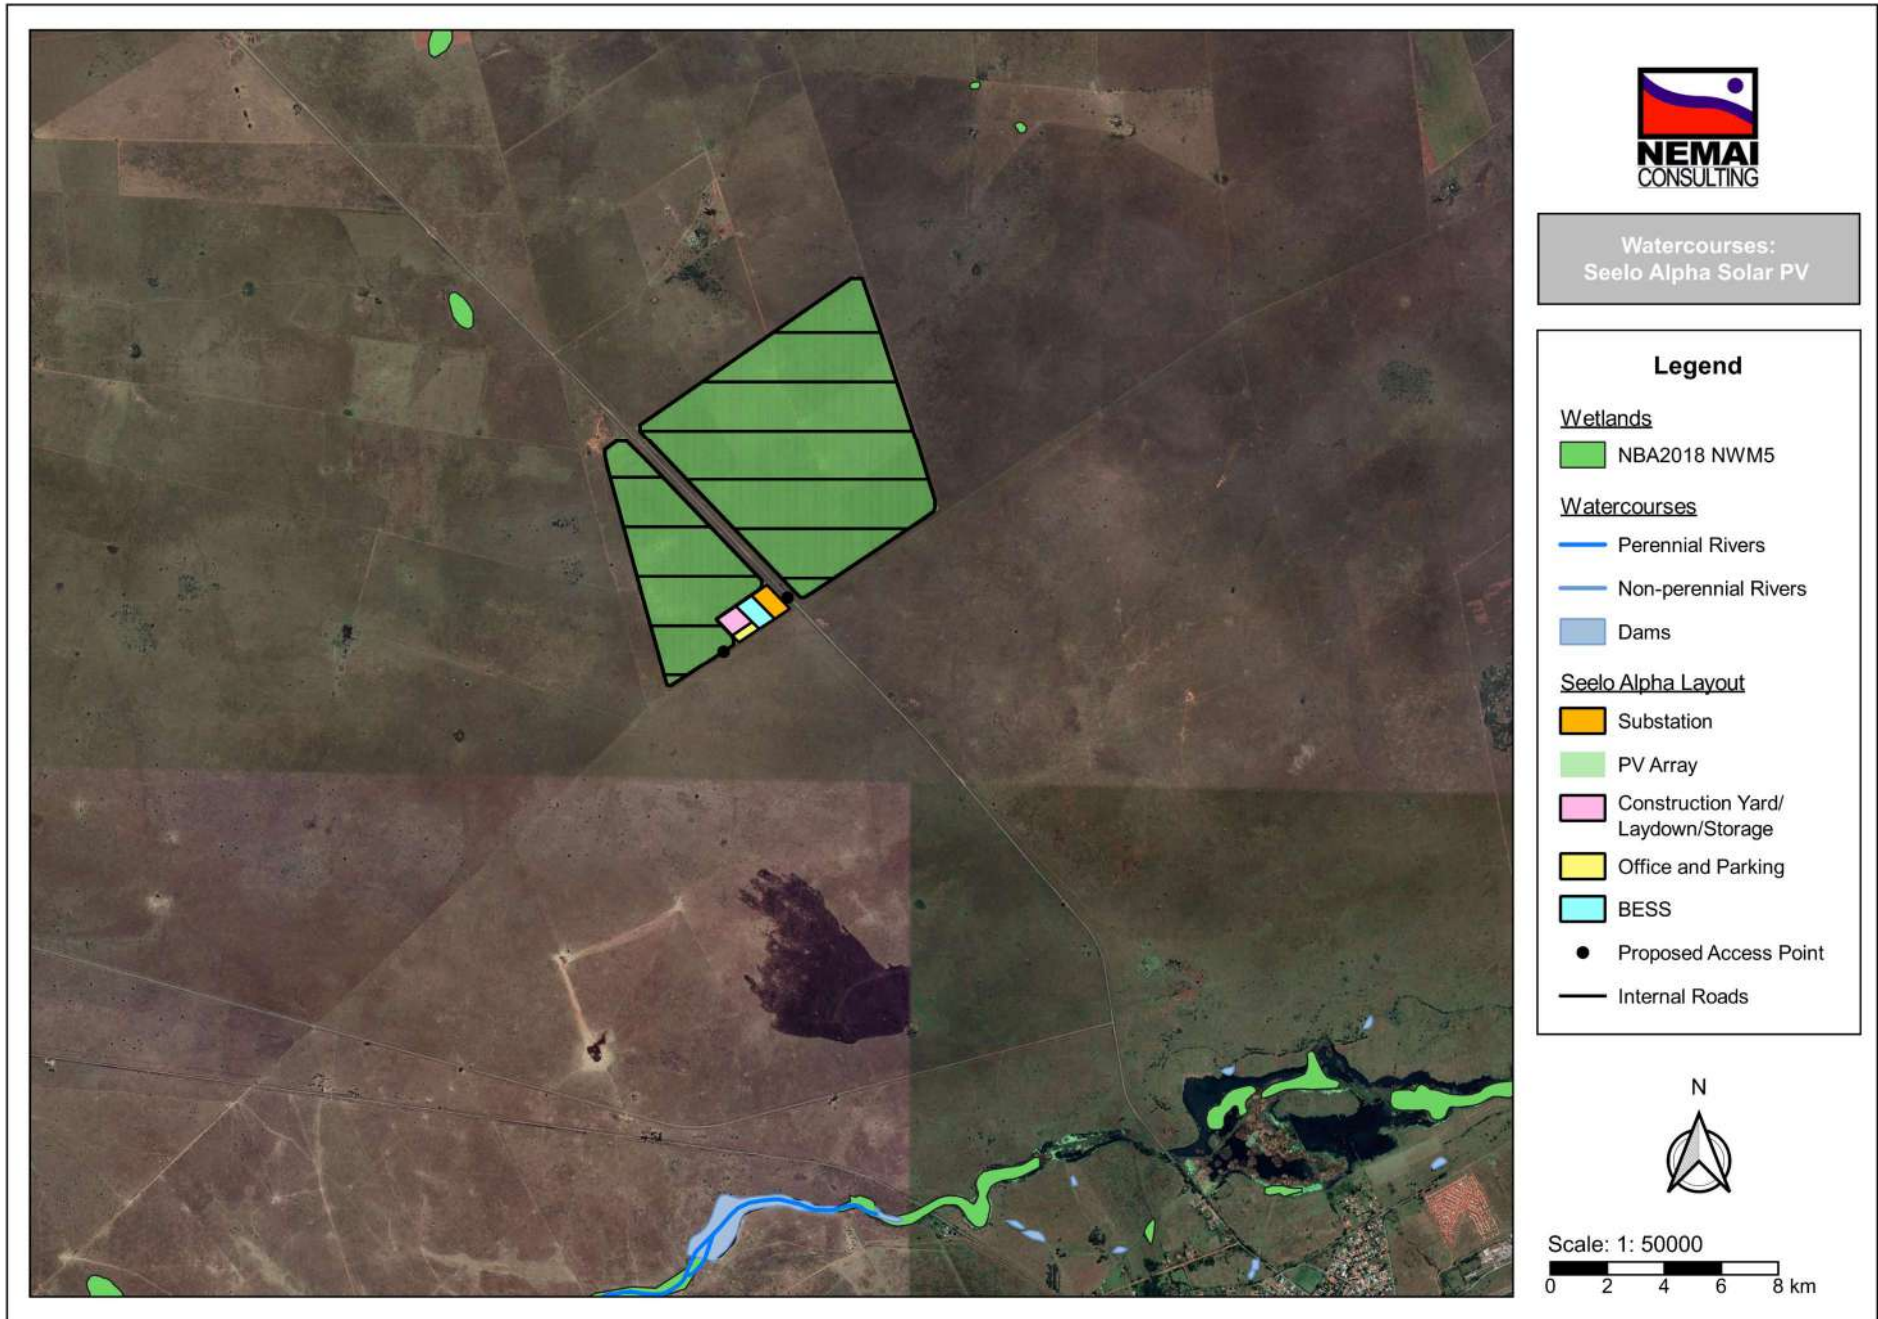 NEMAI
CONSULTING
Watercourses:
Seelo Alpha Solar PV
Legend
Wetlands
NBA2018 NWM5
Watercourses
Perennial Rivers
Non-perennial Rivers
Dams
Seelo Alpha Layout
Substation
PV Array
Construction Yard/
Laydown/Storage
Office and Parking
BESS
Proposed Access Point
Internal Roads
N
Scale: 1: 50000
0 2 4 6 8 km